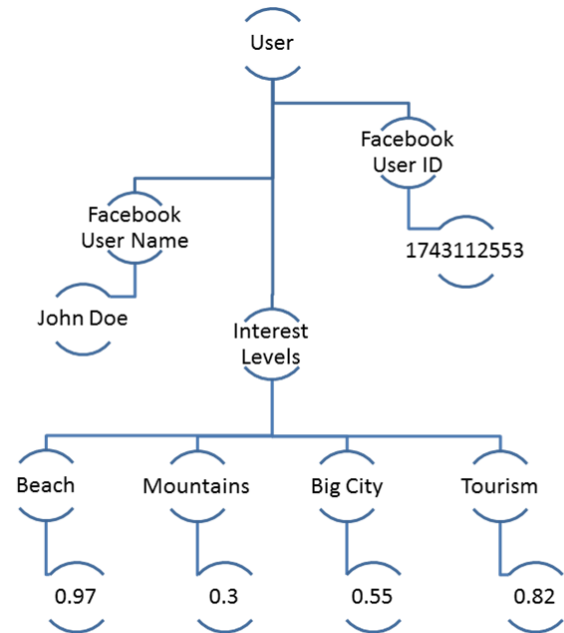 User
Facebook
User ID
Facebook
User Name
1743112553
John Doe
Interest
Levels
Beach
Mountains
Big City
Tourism
0.97
0.3
0.55
0.82